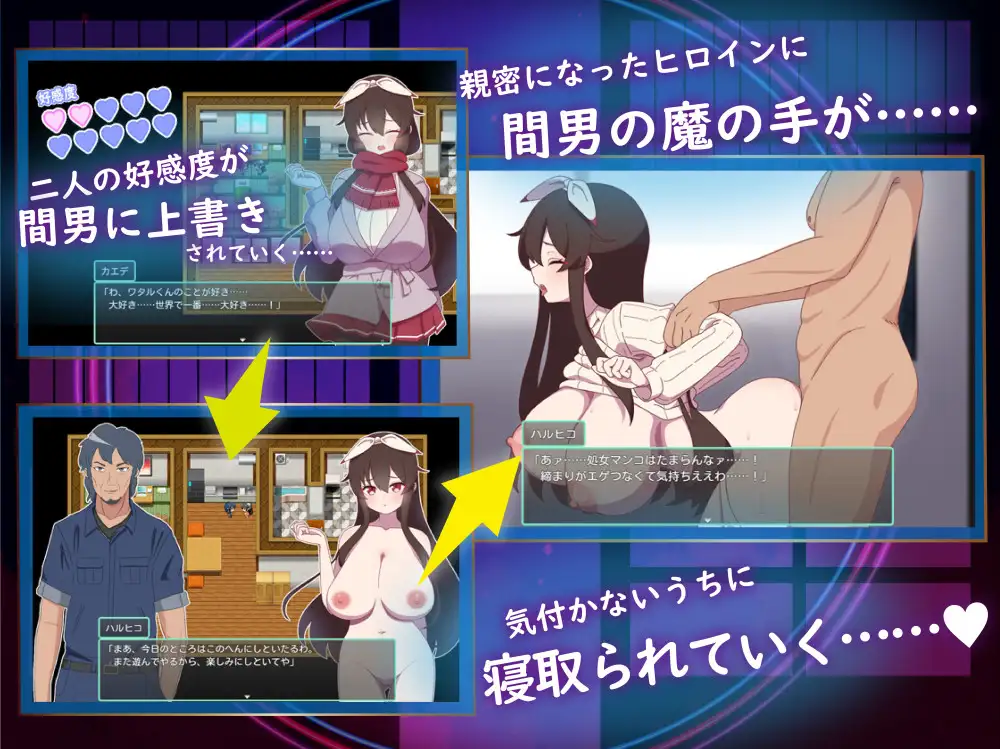 親密になったヒロインに
間男の魔の手が……
好感度
二人の好感度が
間男に上書き
されていく……
カエデ
「わ、ワタルくんのことが好き……
大好き……世界で一番……大好き……！」
ハルヒコ
「あァ……処女マンコはたまらんなァ……！
締まりがエゲつなくて気持ちええわ……！」
ハルヒコ
「まあ、今日のところはこのへんにしといたるわ。
また遊んでやるから、楽しみにしといてや」
気付かないうちに
寝取られていく……♥